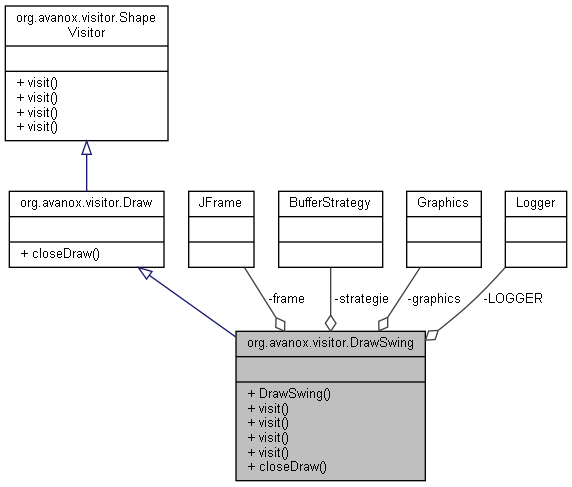 org.avanox.visitor.Shape
Visitor
+ visit()
+ visit()
+ visit()
+ visit()
org.avanox.visitor.Draw
+ closeDraw()
JFrame
BufferStrategy
Graphics
Logger
-frame
-strategie
-graphics
-LOGGER
org.avanox.visitor.DrawSwing
+ DrawSwing()
+ visit()
+ visit()
+ visit()
+ visit()
+ closeDraw()